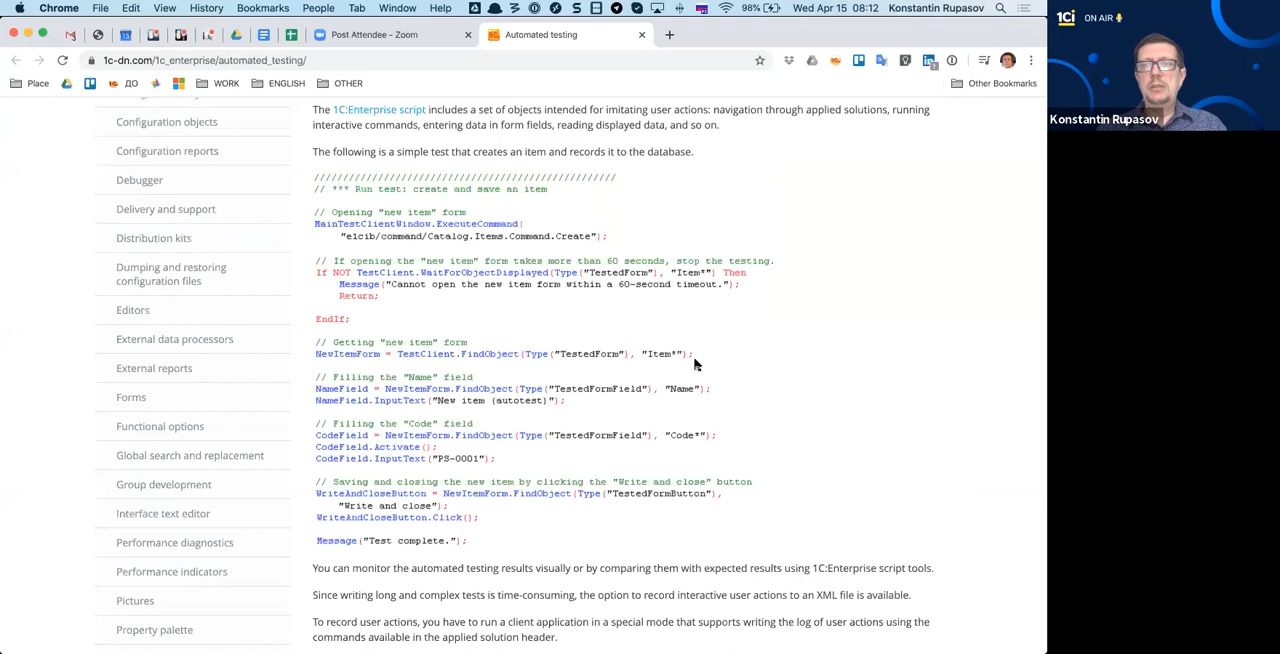 Chrome File Edit View History Bookmarks People Tab Window Help 98% Wed Apr 15 08:12 Konstantin Rupasov
Post Attendee - Zoom Automated testing
1c-dn.com/1c_enterprise/automated_testing/
Place ДО WORK ENGLISH OTHER Other Bookmarks
1Ci ON AIR
Konstantin Rupasov
Configuration objects
Configuration reports
Debugger
Delivery and support
Distribution kits
Dumping and restoring
configuration files
Editors
External data processors
External reports
Forms
Functional options
Global search and replacement
Group development
Interface text editor
Performance diagnostics
Performance indicators
Pictures
Property palette
The 1C:Enterprise script includes a set of objects intended for imitating user actions: navigation through applied solutions, running
interactive commands, entering data in form fields, reading displayed data, and so on.
The following is a simple test that creates an item and records it to the database.
////////////////////////////////////////////////////
// *** Run test: create and save an item
// Opening "new item" form
MainTestClientWindow.ExecuteCommand(
"e1cib/command/Catalog.Items.Command.Create");
// If opening the "new item" form takes more than 60 seconds, stop the testing.
If NOT TestClient.WaitForObjectDisplayed(Type("TestedForm"), "Item*") Then
Message("Cannot open the new item form within a 60-second timeout.");
Return;
EndIf;
// Getting "new item" form
NewItemForm = TestClient.FindObject(Type("TestedForm"), "Item*");
// Filling the "Name" field
NameField = NewItemForm.FindObject(Type("TestedFormField"), "Name");
NameField.InputText("New item (autotest)");
// Filling the "Code" field
CodeField = NewItemForm.FindObject(Type("TestedFormField"), "Code*");
CodeField.Activate();
CodeField.InputText("PS-0001");
// Saving and closing the new item by clicking the "Write and close" button
WriteAndCloseButton = NewItemForm.FindObject(Type("TestedFormButton"),
"Write and close");
WriteAndCloseButton.Click();
Message("Test complete.");
You can monitor the automated testing results visually or by comparing them with expected results using 1C:Enterprise script tools.
Since writing long and complex tests is time-consuming, the option to record interactive user actions to an XML file is available.
To record user actions, you have to run a client application in a special mode that supports writing the log of user actions using the
commands available in the applied solution header.